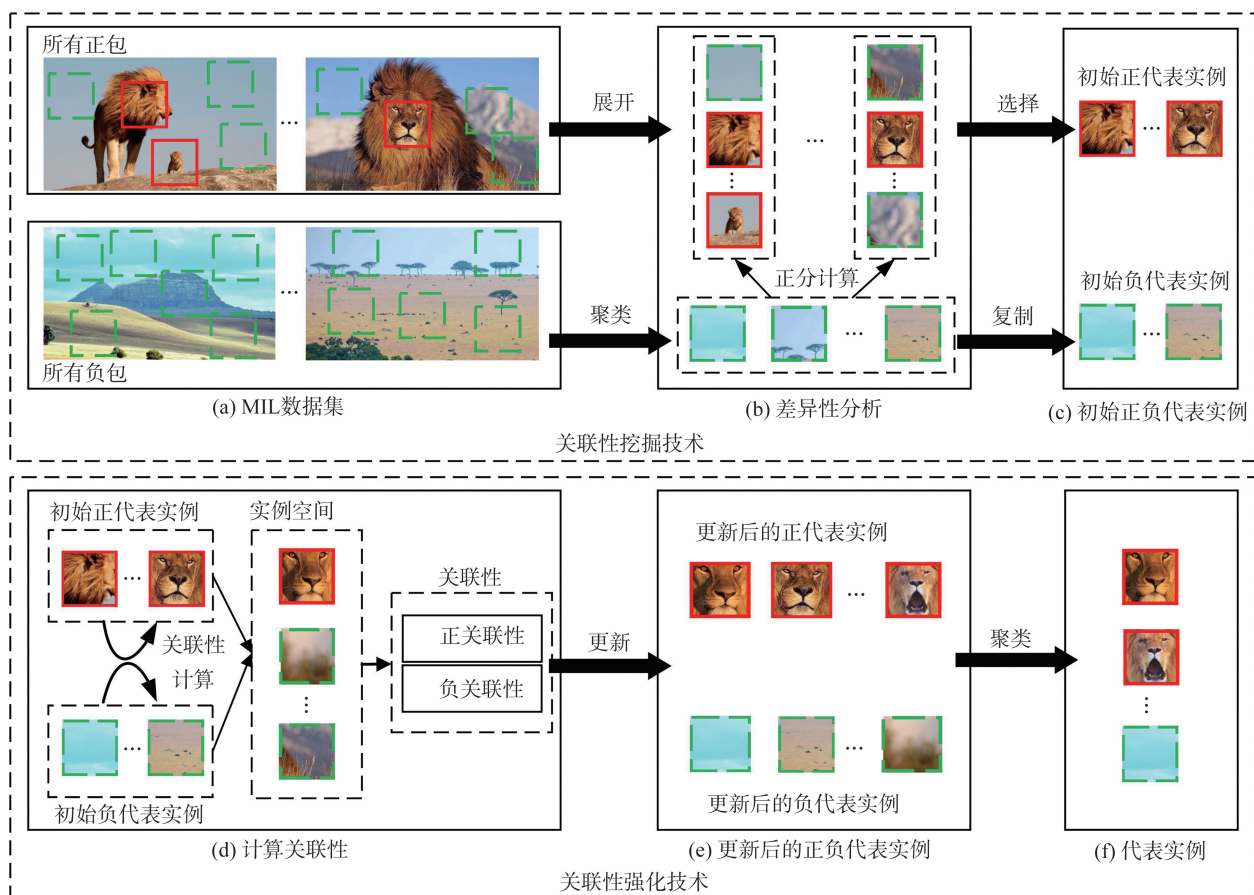 所有正包
...
展开
所有负包
...
聚类
(a) MIL数据集
...
⋮
⋮
正分计算
...
(b) 差异性分析
选择
复制
初始正代表实例
...
初始负代表实例
...
(c) 初始正负代表实例
关联性挖掘技术
初始正代表实例
...
关联性
计算
...
初始负代表实例
实例空间
⋮
关联性
正关联性
负关联性
(d) 计算关联性
更新
更新后的正代表实例
...
...
更新后的负代表实例
(e) 更新后的正负代表实例
聚类
⋮
(f) 代表实例
关联性强化技术